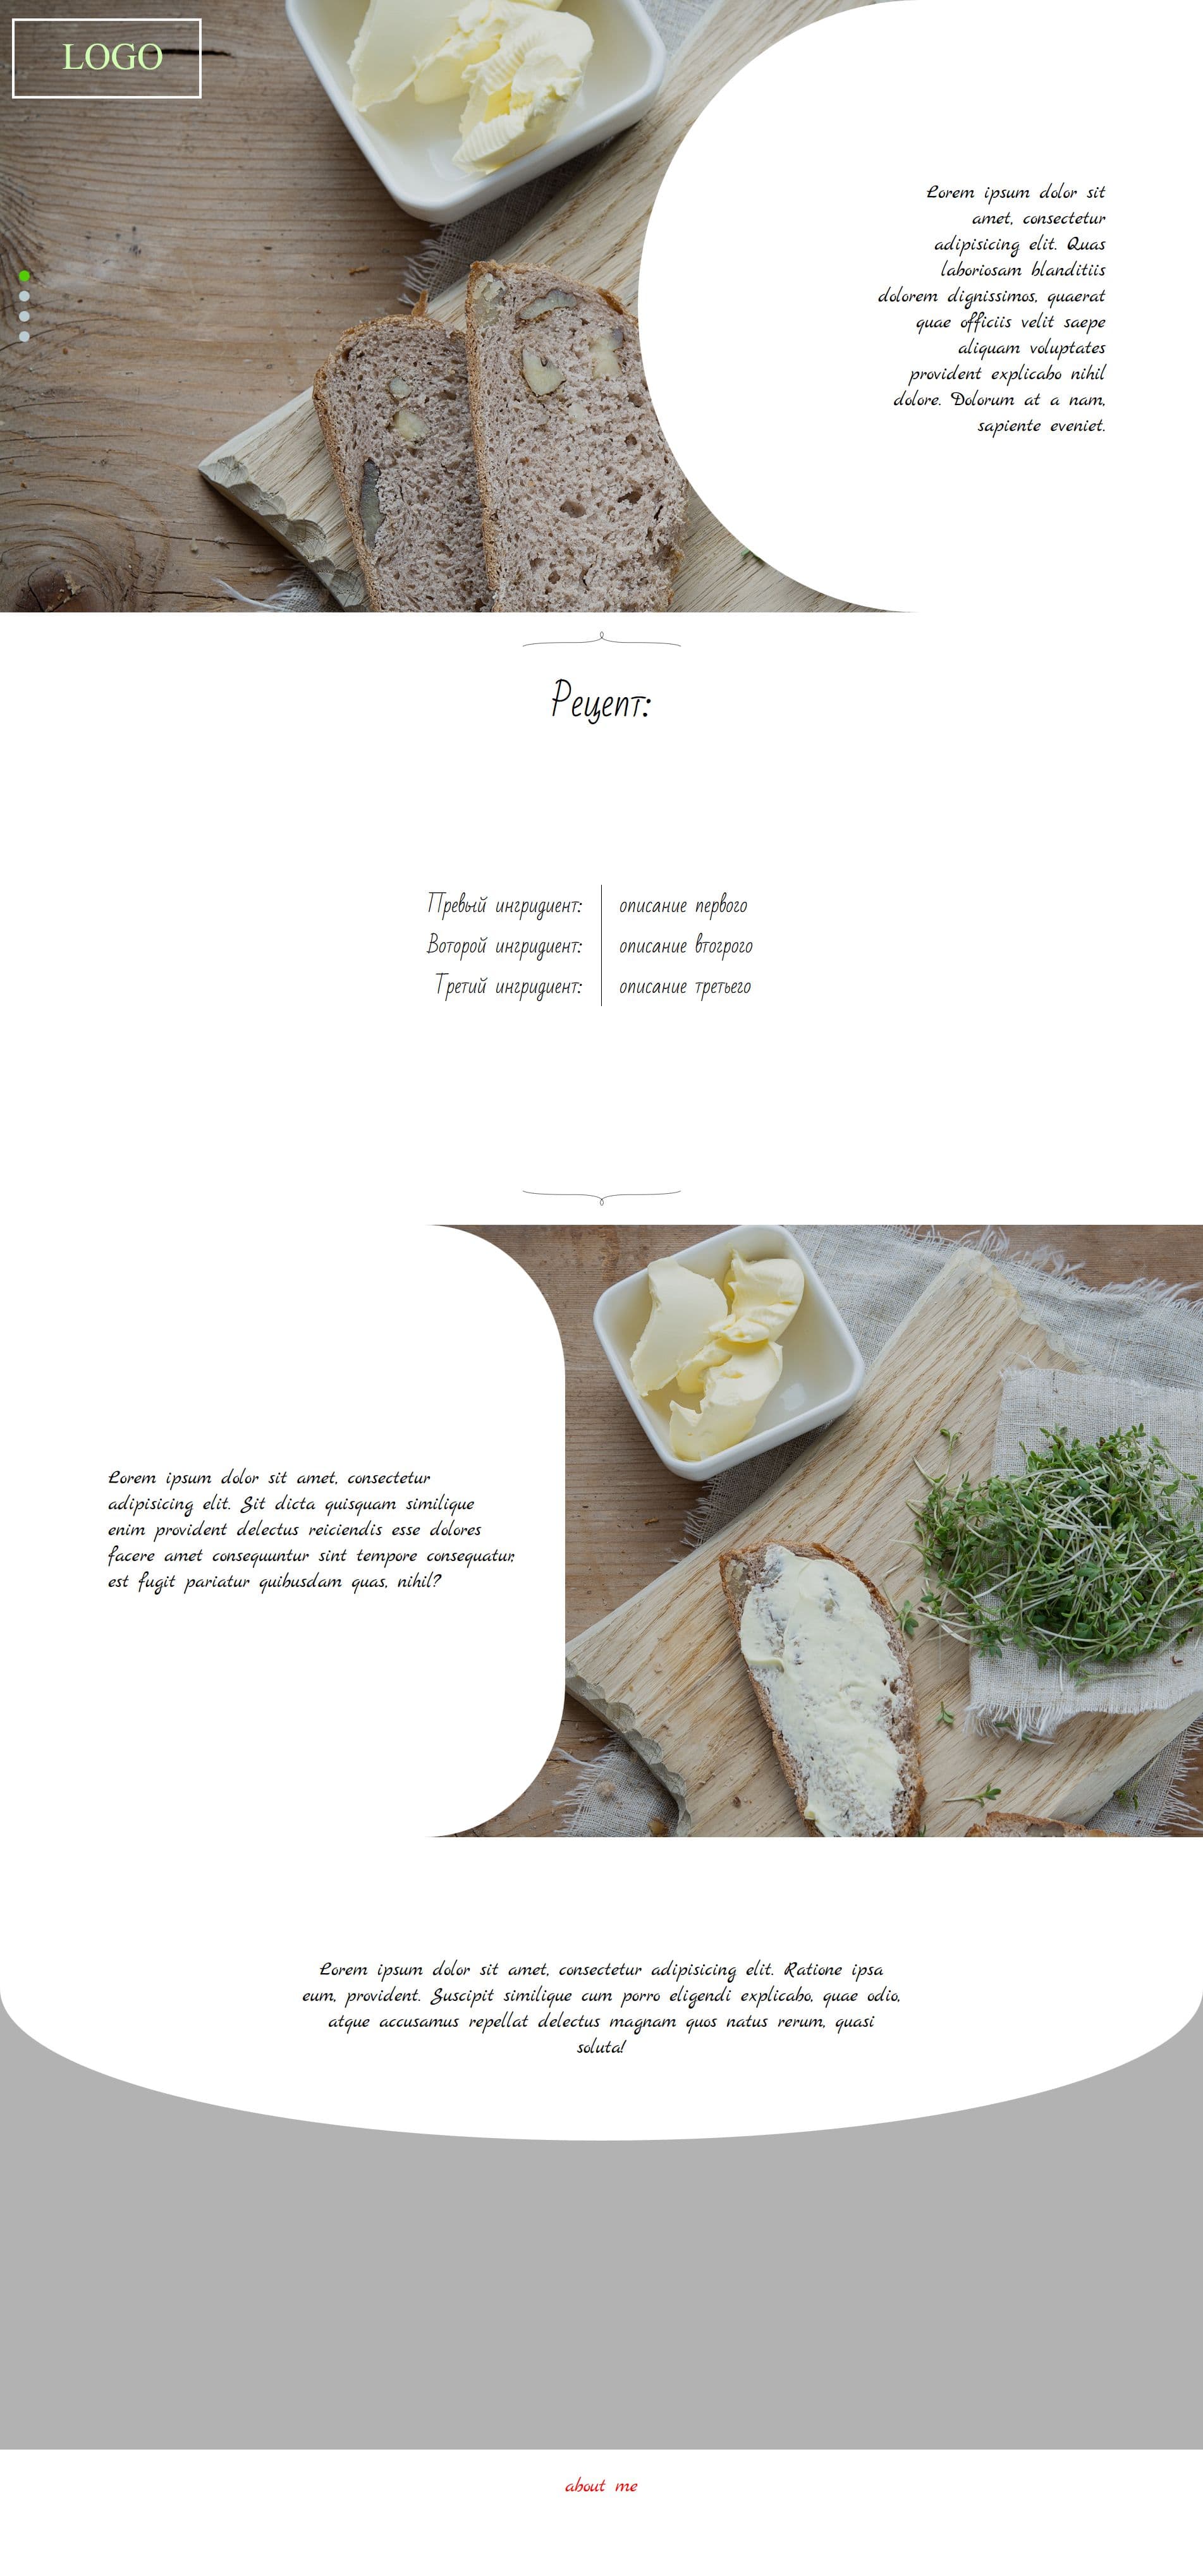 LOGO
Lorem ipsum dolor sit
amet, consectetur
adipisicing elit. Quas
laboriosam blanditiis
dolorem dignissimos, quaerat
quae officiis velit saepe
aliquam voluptates
provident explicabo nihil
dolore. Dolorum at a nam,
sapiente eveniet.
Рецепт:
Превый ингридиент: описание первого
Воторой ингридиент: описание втогрого
Третий ингридиент: описание третьего
Lorem ipsum dolor sit amet, consectetur
adipisicing elit. Sit dicta quisquam similique
enim provident delectus reiciendis esse dolores
facere amet consequuntur sint tempore consequatur,
est fugit pariatur quibusdam quas, nihil?
Lorem ipsum dolor sit amet, consectetur adipisicing elit. Ratione ipsa
eum, provident. Suscipit similique cum porro eligendi explicabo, quae odio,
atque accusamus repellat delectus magnam quos natus rerum, quasi
soluta!
about me